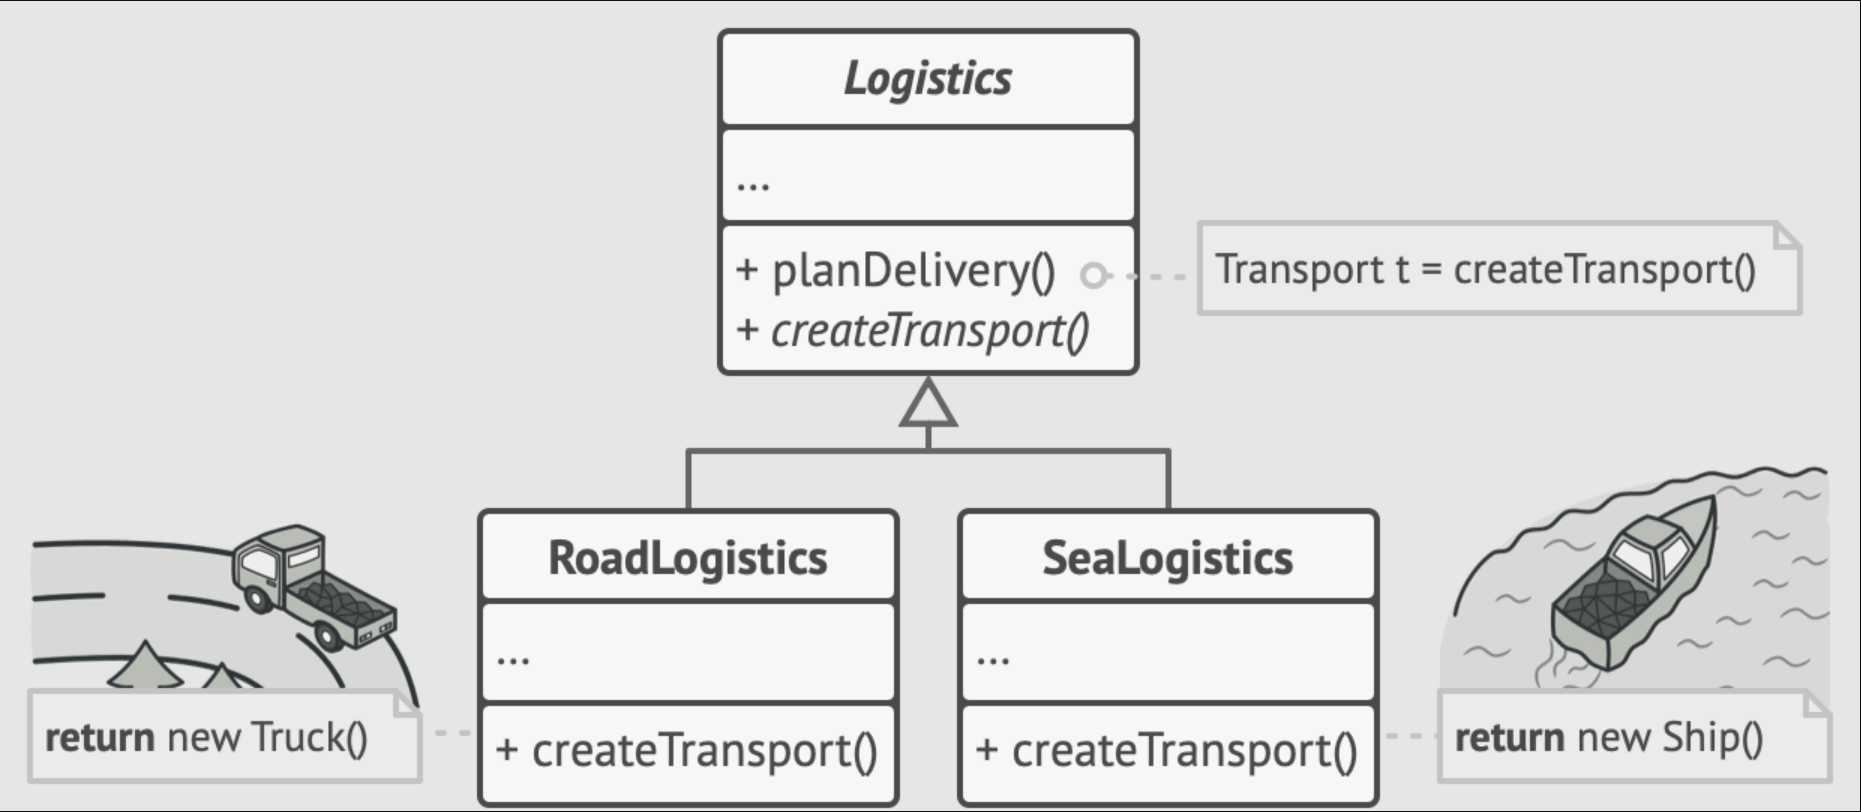 Logistics
...
+ planDelivery()
+ createTransport()
Transport t = createTransport()
RoadLogistics
...
+ createTransport()
return new Truck()
SeaLogistics
...
+ createTransport()
return new Ship()